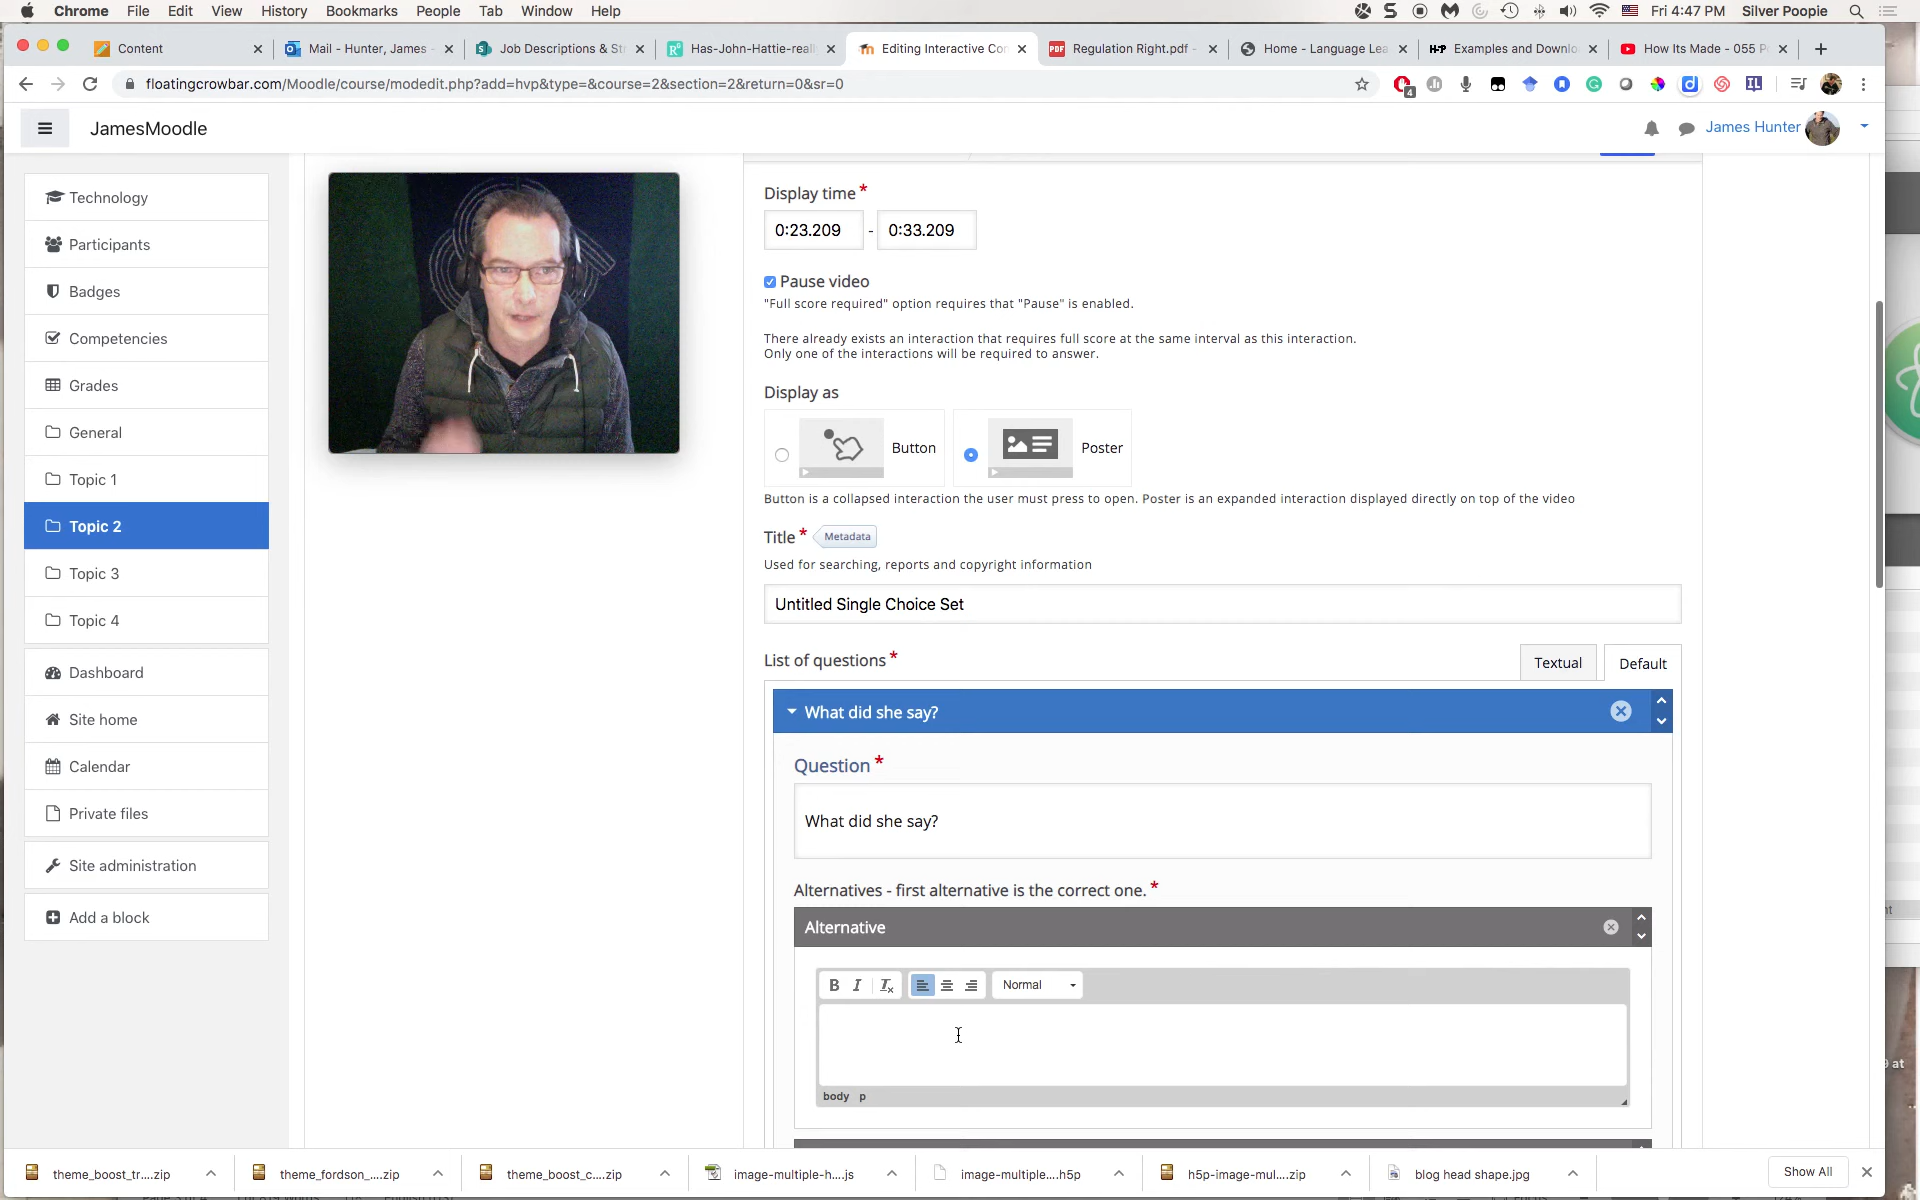 Chrome File Edit View History Bookmarks People Tab Window Help Fri 4:47 PM Silver Poopie
Content Mail - Hunter, James - Job Descriptions & St Has-John-Hattie-reall Editing Interactive Con Regulation Right.pdf - Home - Language Lea H-P Examples and Downlo How Its Made - 055 P
floatingcrowbar.com/Moodle/course/modedit.php?add=hvp&type=&course=2&section=2&return=0&sr=0
JamesMoodle James Hunter
Technology
Participants
Badges
Competencies
Grades
General
Topic 1
Topic 2
Topic 3
Topic 4
Dashboard
Site home
Calendar
Private files
Site administration
Add a block
Display time *
0:23.209 - 0:33.209
Pause video
"Full score required" option requires that "Pause" is enabled.
There already exists an interaction that requires full score at the same interval as this interaction.
Only one of the interactions will be required to answer.
Display as
Button Poster
Button is a collapsed interaction the user must press to open. Poster is an expanded interaction displayed directly on top of the video
Title * Metadata
Used for searching, reports and copyright information
Untitled Single Choice Set
List of questions * Textual Default
What did she say?
Question *
What did she say?
Alternatives - first alternative is the correct one. *
Alternative
B I Tx Normal
body p
theme_boost_tr....zip theme_fordson_....zip theme_boost_c....zip image-multiple-h....js image-multiple....h5p h5p-image-mul....zip blog head shape.jpg Show All